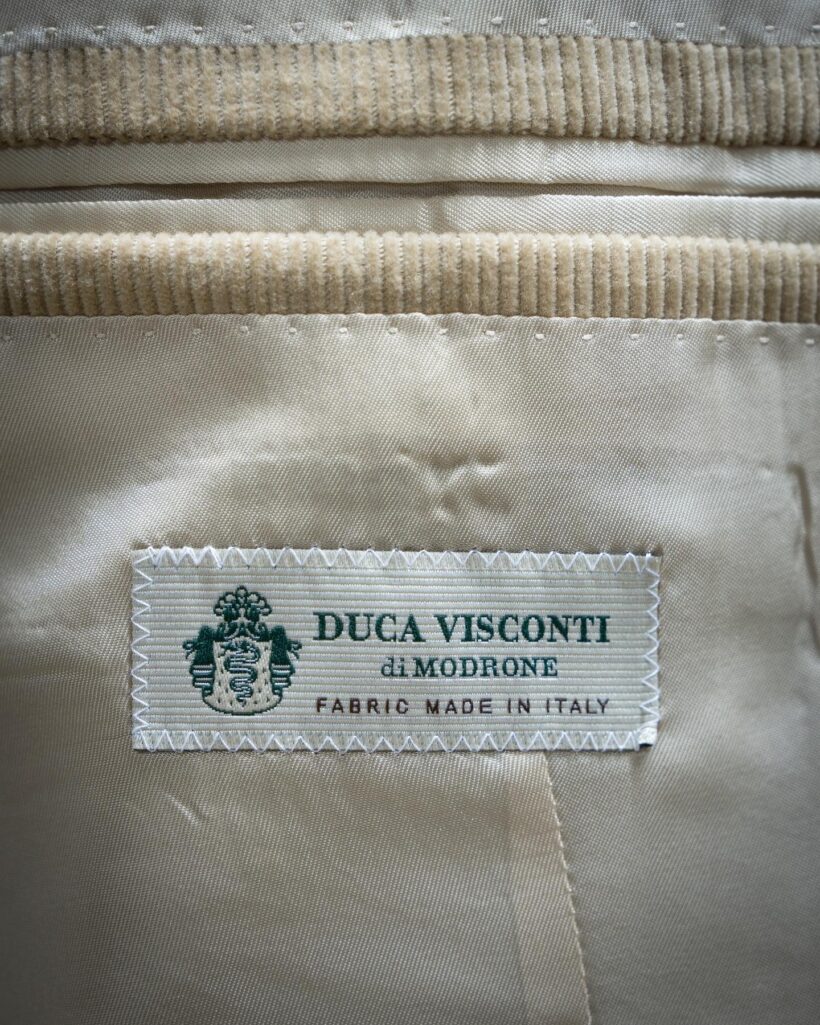 DUCA VISCONTI
di MODRONE
FABRIC MADE IN ITALY